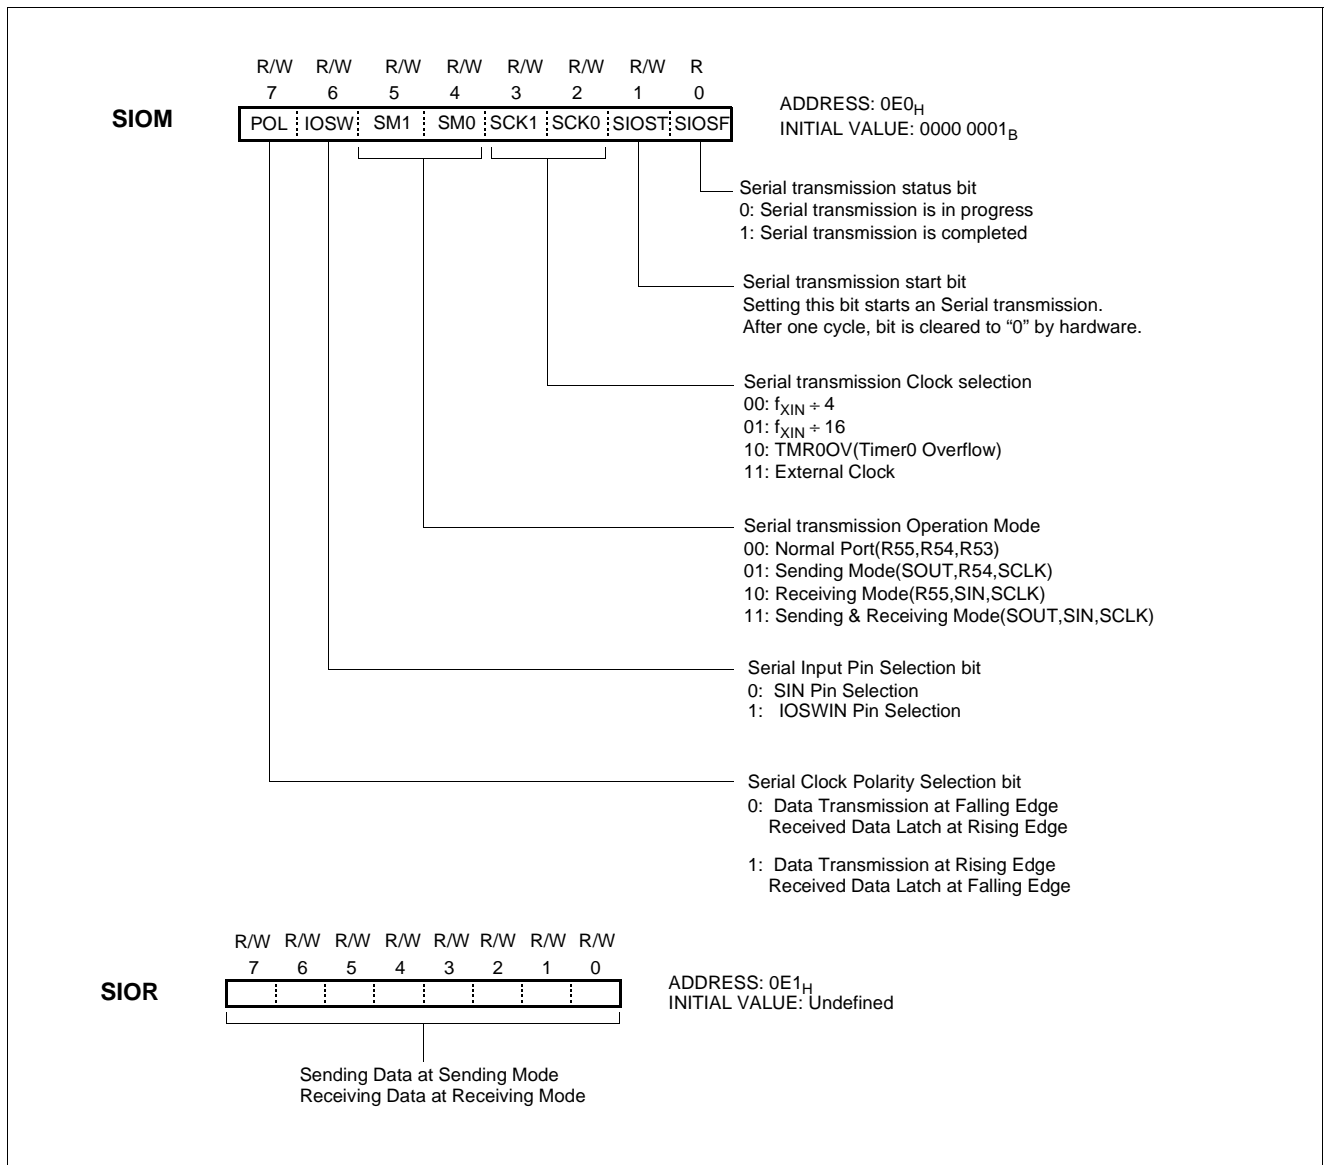 R/W R/W R/W R/W R/W R/W R/W R
7 6 5 4 3 2 1 0
SIOM
POL IOSW SM1 SM0 SCK1 SCK0 SIOST SIOSF
ADDRESS: 0E0H
INITIAL VALUE: 0000 0001B
Serial transmission status bit
0: Serial transmission is in progress
1: Serial transmission is completed
Serial transmission start bit
Setting this bit starts an Serial transmission.
After one cycle, bit is cleared to “0” by hardware.
Serial transmission Clock selection
00: fXIN ÷ 4
01: fXIN ÷ 16
10: TMR0OV(Timer0 Overflow)
11: External Clock
Serial transmission Operation Mode
00: Normal Port(R55,R54,R53)
01: Sending Mode(SOUT,R54,SCLK)
10: Receiving Mode(R55,SIN,SCLK)
11: Sending & Receiving Mode(SOUT,SIN,SCLK)
Serial Input Pin Selection bit
0: SIN Pin Selection
1: IOSWIN Pin Selection
Serial Clock Polarity Selection bit
0: Data Transmission at Falling Edge
Received Data Latch at Rising Edge
1: Data Transmission at Rising Edge
Received Data Latch at Falling Edge
R/W R/W R/W R/W R/W R/W R/W R/W
7 6 5 4 3 2 1 0
SIOR
ADDRESS: 0E1H
INITIAL VALUE: Undefined
Sending Data at Sending Mode
Receiving Data at Receiving Mode